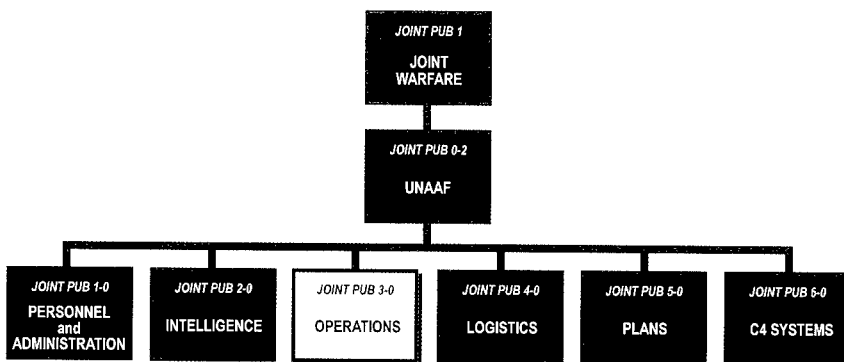 JOINT PUB 1
JOINT
WARFARE
JOINT PUB 0-2
UNAAF
JOINT PUB 1-0
PERSONNEL
and
ADMINISTRATION
JOINT PUB 2-0
INTELLIGENCE
JOINT PUB 3-0
OPERATIONS
JOINT PUB 4-0
LOGISTICS
JOINT PUB 5-0
PLANS
JOINT PUB 6-0
C4 SYSTEMS